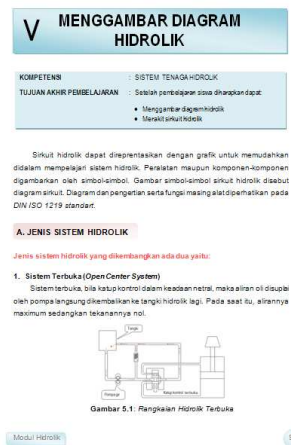 V
MENGGAMBAR DIAGRAM
HIDROLIK
KOMPETENSI : SISTEM TENAGA HIDROLIK
TUJUAN AKHIR PEMBELAJARAN : Setelah pembelajaran siswa diharapkan dapat:
• Menggambar diagram hidrolik
• Merakit sirkuit hidrolik
Sirkuit hidrolik dapat direprentasikan dengan grafik untuk memudahkan
didalam mempelajari sistem hidrolik. Peralatan maupun komponen-komponen
digambarkan oleh simbol-simbol. Gambar simbol-simbol sirkuit hidrolik disebut
diagram sirkuit. Diagram dan pengertian serta fungsi masing alat diperhatikan pada
DIN ISO 1219 standart.
A. JENIS SISTEM HIDROLIK
Jenis sistem hidrolik yang dikembangkan ada dua yaitu:
1. Sistem Terbuka (Open Center System)
Sistem terbuka, bila katup kontrol dalam keadaan netral, maka aliran oli disuplai
oleh pompa langsung dikembalikan ke tangki hidrolik lagi. Pada saat itu, alirannya
maximum sedangkan tekanannya nol.
Tangki
Katup kontrol terbuka
Gambar 5.1: Rangkaian Hidrolik Terbuka
Modul Hidrolik